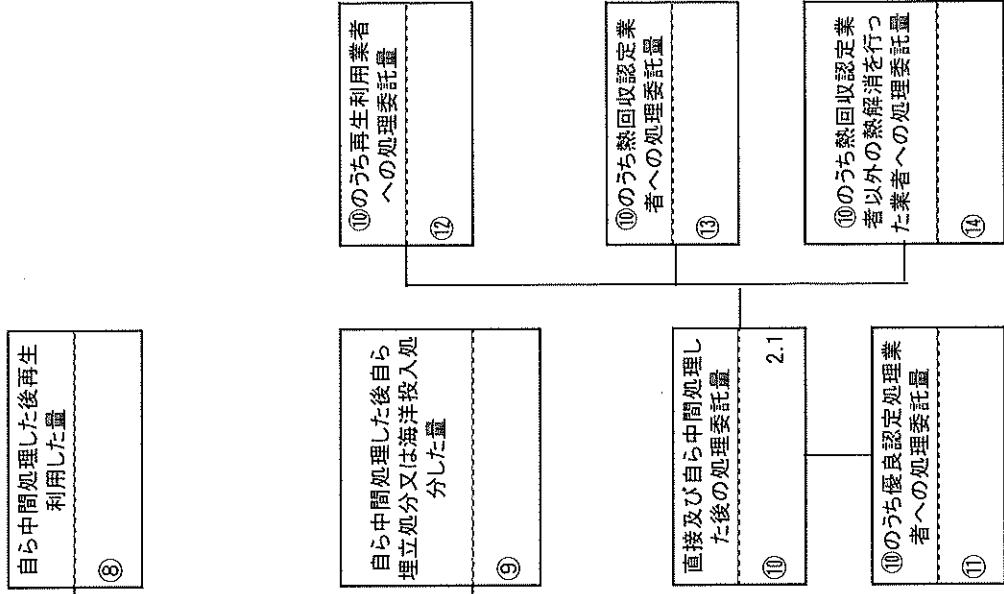 自ら中間処理した後再生
利用した量
⑧
自ら中間処理した後自ら
埋立処分又は海洋投入処
分した量
⑨
直接及び自ら中間処理し
た後の処理委託量
⑩ 2.1
⑩のうち優良認定処理業
者への処理委託量
⑪
⑩のうち再生利用業者
への処理委託量
⑫
⑩のうち熱回収認定業
者への処理委託量
⑬
⑩のうち熱回収認定業
者以外の熱解消を行っ
た業者への処理委託量
⑭